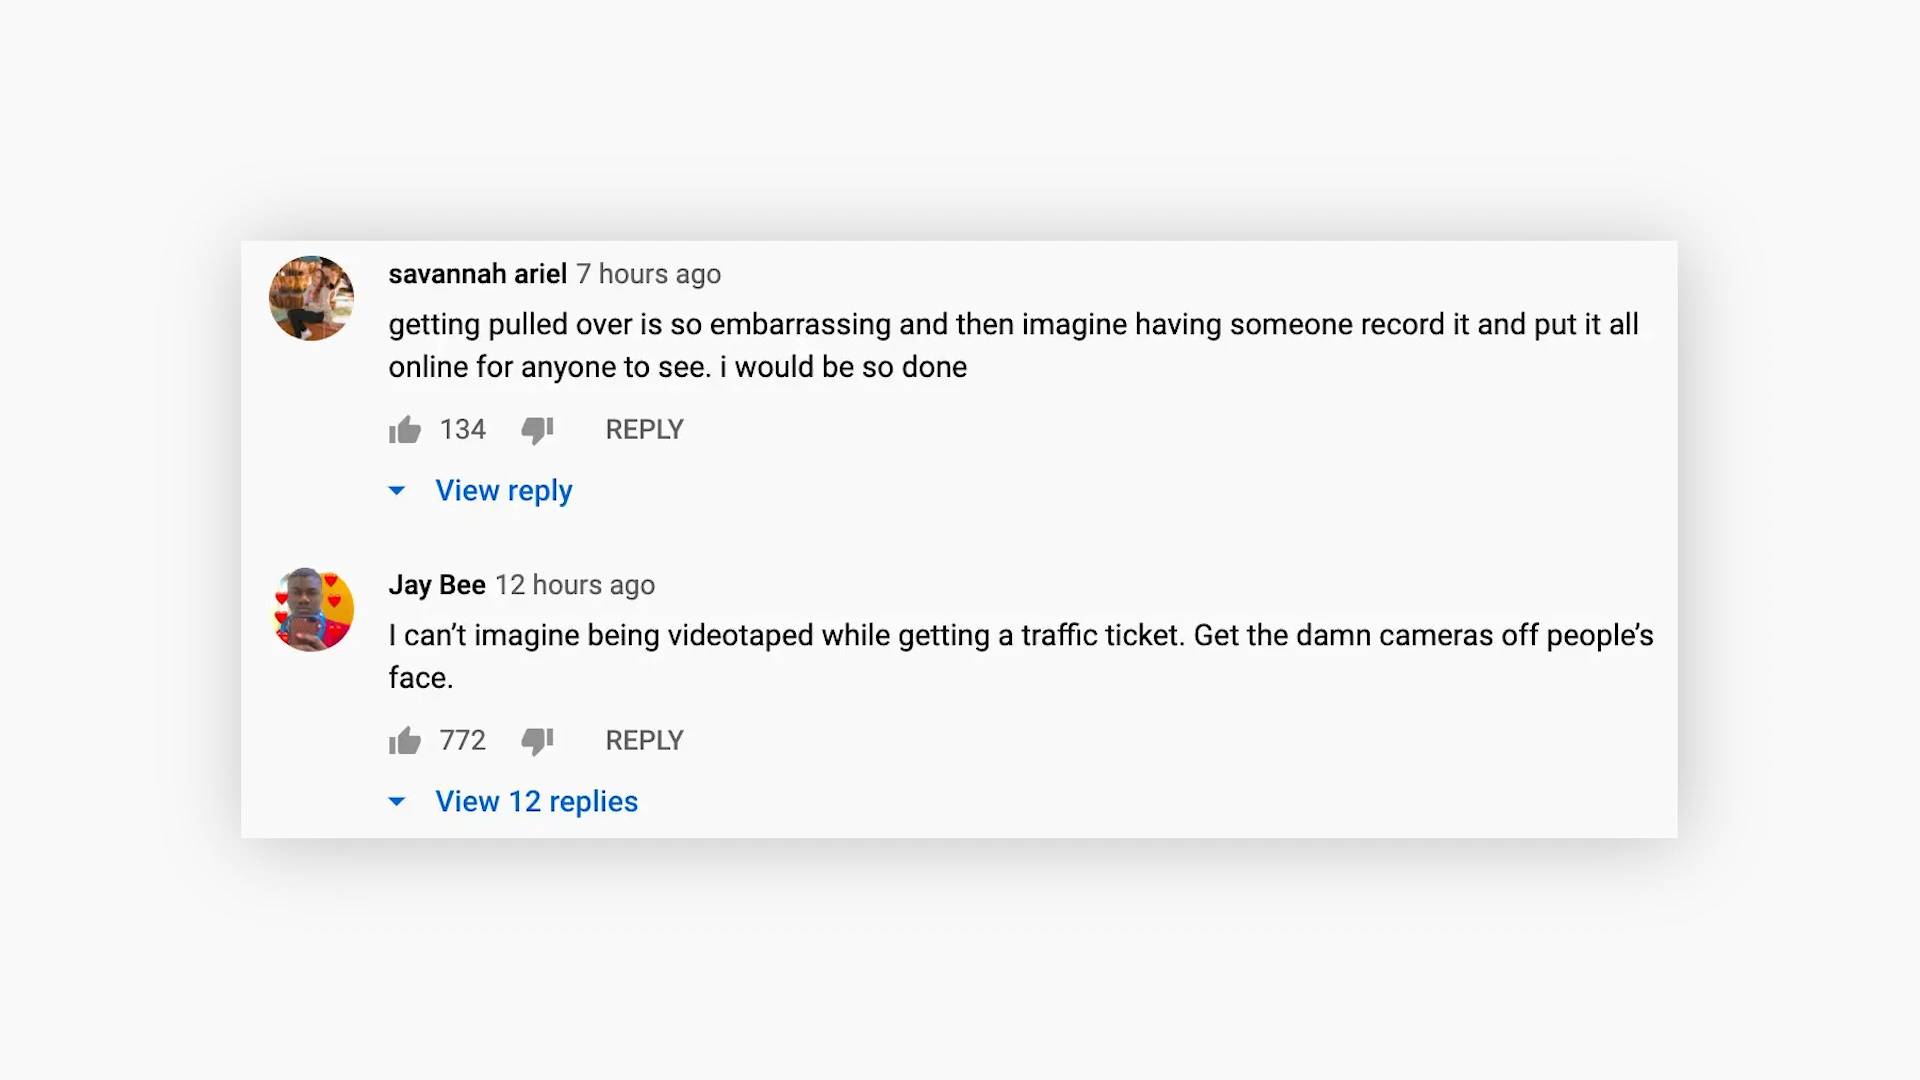 savannah ariel 7 hours ago
getting pulled over is so embarrassing and then imagine having someone record it and put it all
online for anyone to see. i would be so done
134 REPLY
View reply
Jay Bee 12 hours ago
I can’t imagine being videotaped while getting a traffic ticket. Get the damn cameras off people’s
face.
772 REPLY
View 12 replies